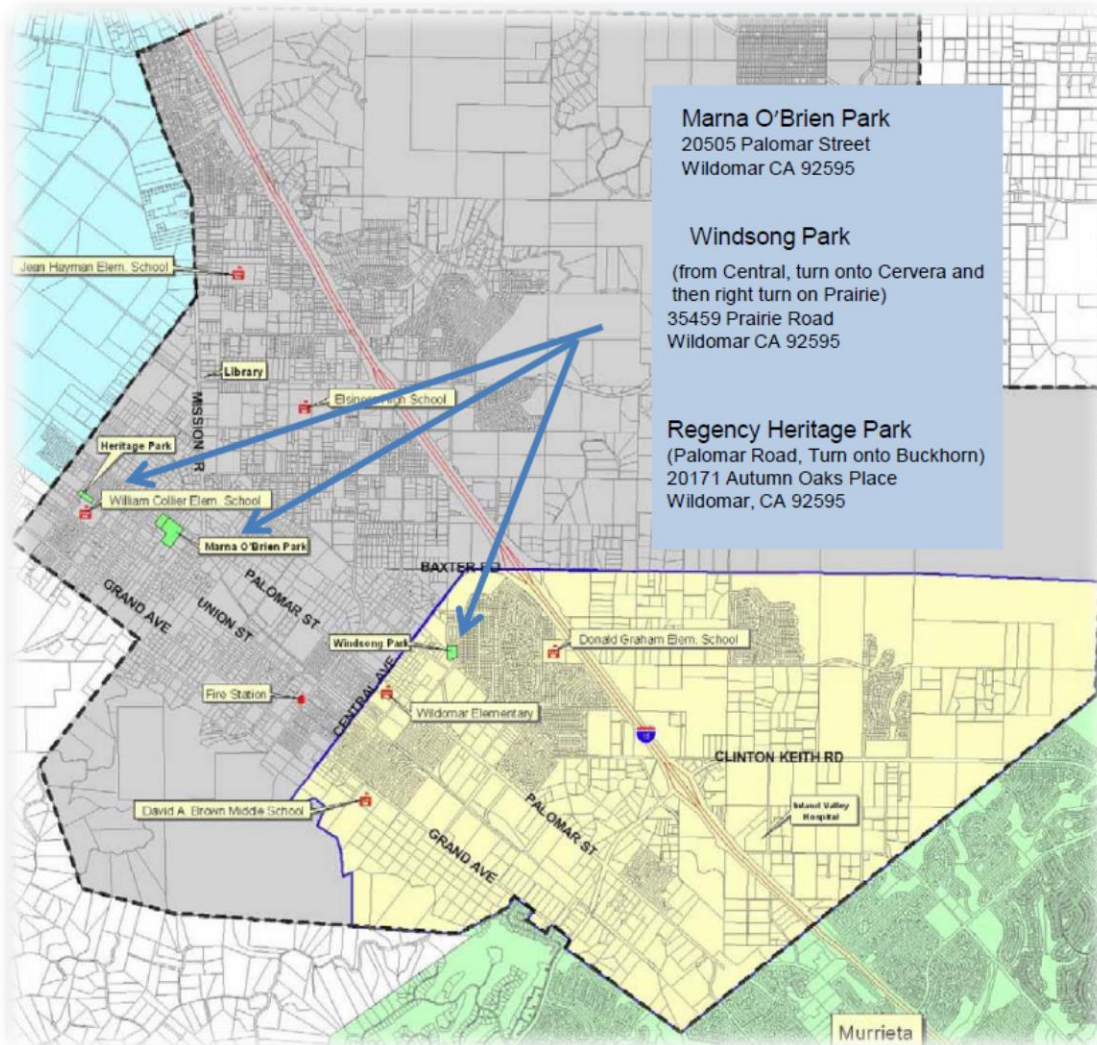 Marna O'Brien Park
20505 Palomar Street
Wildomar CA 92595
Windsong Park
(from Central, turn onto Cervera and
then right turn on Prairie)
35459 Prairie Road
Wildomar CA 92595
Regency Heritage Park
(Palomar Road, Turn onto Buckhorn)
20171 Autumn Oaks Place
Wildomar, CA 92595
Jean Hayman Elem. School
Library
MISSION TR
Elsinore High School
Heritage Park
William Collier Elem. School
Marna O'Brien Park
BAXTER RD
GRAND AVE
UNION ST
PALOMAR ST
Windsong Park
Donald Graham Elem. School
Fire Station
CENTRAL AVE
Wildomar Elementary
15
CLINTON KEITH RD
David A. Brown Middle School
PALOMAR ST
GRAND AVE
Inland Valley
Hospital
Murrieta